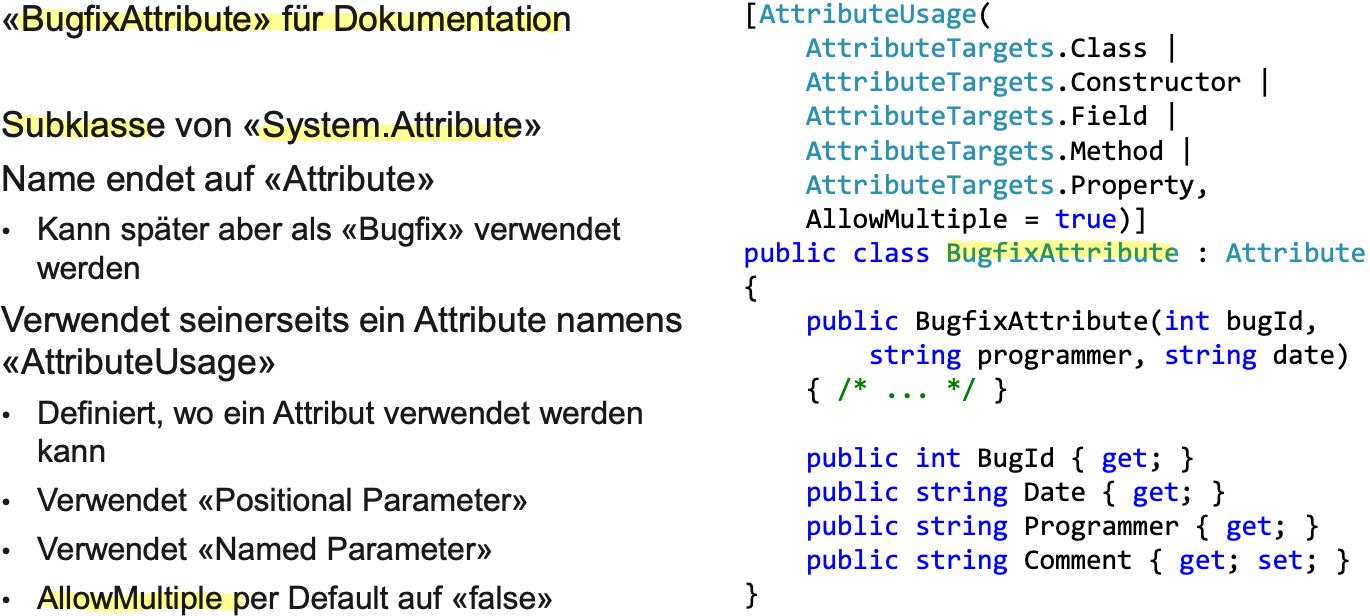 «BugfixAttribute» für Dokumentation
Subklasse von «System.Attribute»
Name endet auf «Attribute»
• Kann später aber als «Bugfix» verwendet
werden
Verwendet seinerseits ein Attribute namens
«AttributeUsage»
• Definiert, wo ein Attribut verwendet werden
kann
• Verwendet «Positional Parameter»
• Verwendet «Named Parameter»
• AllowMultiple per Default auf «false»
[AttributeUsage(
    AttributeTargets.Class |
    AttributeTargets.Constructor |
    AttributeTargets.Field |
    AttributeTargets.Method |
    AttributeTargets.Property,
    AllowMultiple = true)]
public class BugfixAttribute : Attribute
{
    public BugfixAttribute(int bugId,
        string programmer, string date)
    { /* ... */ }
    public int BugId { get; }
    public string Date { get; }
    public string Programmer { get; }
    public string Comment { get; set; }
}